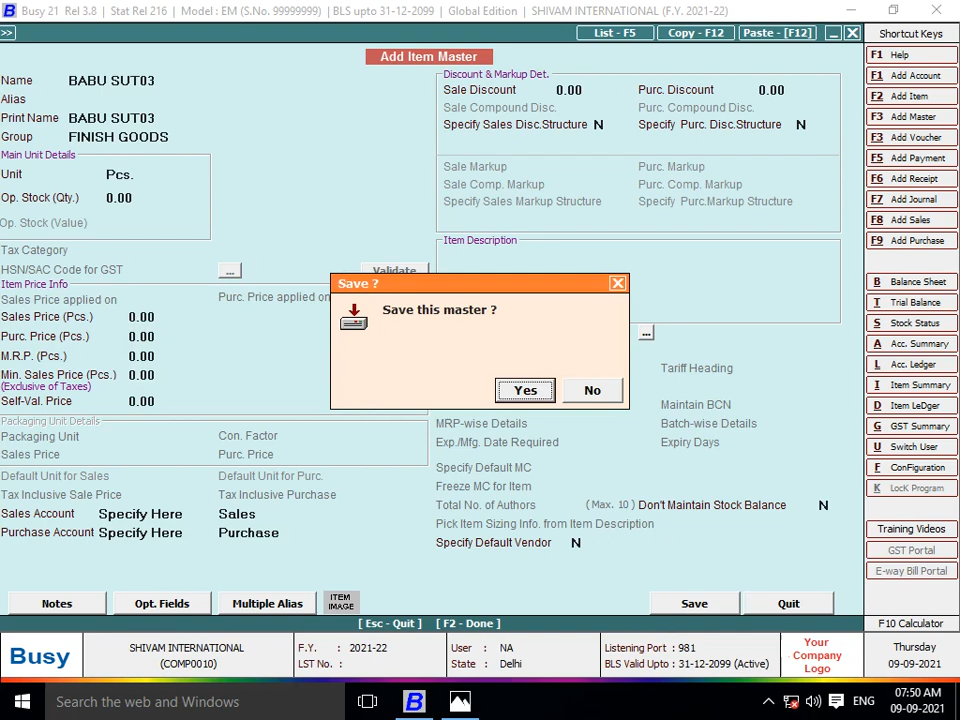 Busy 21 Rel 3.8 | Stat Rel 216 | Model : EM (S.No. 99999999) | BLS upto 31-12-2099 | Global Edition | SHIVAM INTERNATIONAL (F.Y. 2021-22)
>> List - F5 Copy - F12 Paste - [F12]
Shortcut Keys
Add Item Master
Name BABU SUT03
Alias
Print Name BABU SUT03
Group FINISH GOODS
Main Unit Details
Unit Pcs.
Op. Stock (Qty.) 0.00
Op. Stock (Value)
Tax Category
HSN/SAC Code for GST ... Validate
Item Price Info
Sales Price applied on Purc. Price applied on
Sales Price (Pcs.) 0.00
Purc. Price (Pcs.) 0.00
M.R.P. (Pcs.) 0.00
Min. Sales Price (Pcs.) 0.00
(Exclusive of Taxes)
Self-Val. Price 0.00
Packaging Unit Details
Packaging Unit Con. Factor
Sales Price Purc. Price
Default Unit for Sales Default Unit for Purc.
Tax Inclusive Sale Price Tax Inclusive Purchase
Sales Account Specify Here Sales
Purchase Account Specify Here Purchase
Discount & Markup Det.
Sale Discount 0.00 Purc. Discount 0.00
Sale Compound Disc. Purc. Compound Disc.
Specify Sales Disc.Structure N Specify Purc. Disc.Structure N
Sale Markup Purc. Markup
Sale Comp. Markup Purc. Comp. Markup
Specify Sales Markup Structure Specify Purc.Markup Structure
Item Description
...
Save ?
Save this master ?
Yes No
Tariff Heading
Maintain BCN
MRP-wise Details Batch-wise Details
Exp./Mfg. Date Required Expiry Days
Specify Default MC
Freeze MC for Item
Total No. of Authors ( Max. 10 ) Don't Maintain Stock Balance N
Pick Item Sizing Info. from Item Description
Specify Default Vendor N
Notes Opt. Fields Multiple Alias ITEM IMAGE Save Quit
[ Esc - Quit ] [ F2 - Done ]
F1 Help
F1 Add Account
F2 Add Item
F3 Add Master
F3 Add Voucher
F5 Add Payment
F6 Add Receipt
F7 Add Journal
F8 Add Sales
F9 Add Purchase
B Balance Sheet
T Trial Balance
S Stock Status
A Acc. Summary
L Acc. Ledger
I Item Summary
D Item LeDger
G GST Summary
U Switch User
F ConFiguration
K LocK Program
Training Videos
GST Portal
E-way Bill Portal
F10 Calculator
Busy
SHIVAM INTERNATIONAL
(COMP0010)
F.Y. : 2021-22
LST No. :
User : NA
State : Delhi
Listening Port : 981
BLS Valid Upto : 31-12-2099 (Active)
Your
Company
Logo
Thursday
09-09-2021
Search the web and Windows
ENG
07:50 AM
09-09-2021